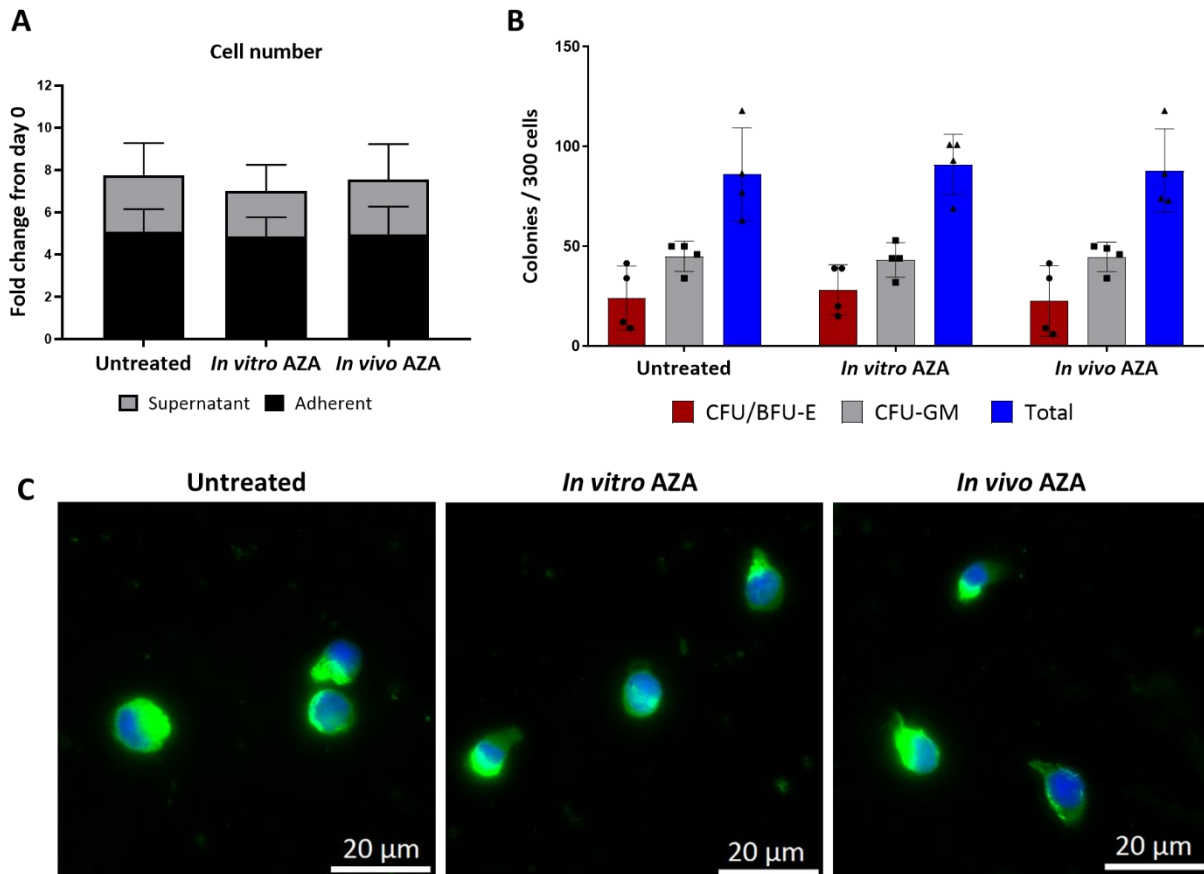 A
Cell number
Fold change fron day 0
12
10
8
6
4
2
0
Untreated In vitro AZA In vivo AZA
Supernatant Adherent
B
Colonies / 300 cells
150
100
50
0
Untreated In vitro AZA In vivo AZA
CFU/BFU-E CFU-GM Total
C
Untreated In vitro AZA In vivo AZA
20 μm 20 μm 20 μm